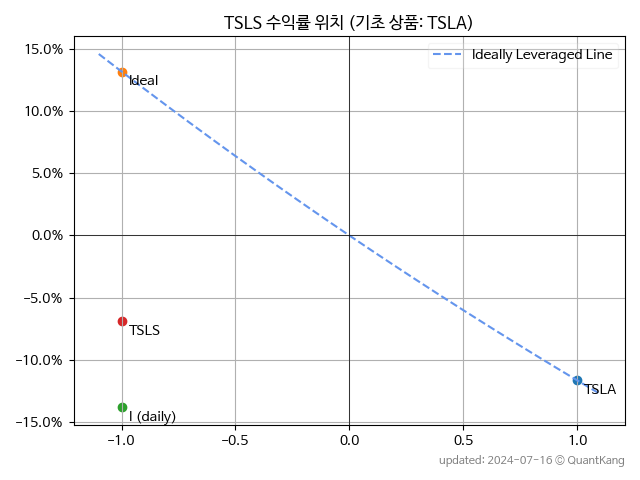 TSLS 수익률 위치 (기초 상품: TSLA)
Ideally Leveraged Line
15.0%
Ideal
10.0%
5.0%
0.0%
−5.0%
TSLS
−10.0%
TSLA
I (daily)
−15.0%
−1.0 −0.5 0.0 0.5 1.0
updated: 2024-07-16 © QuantKang